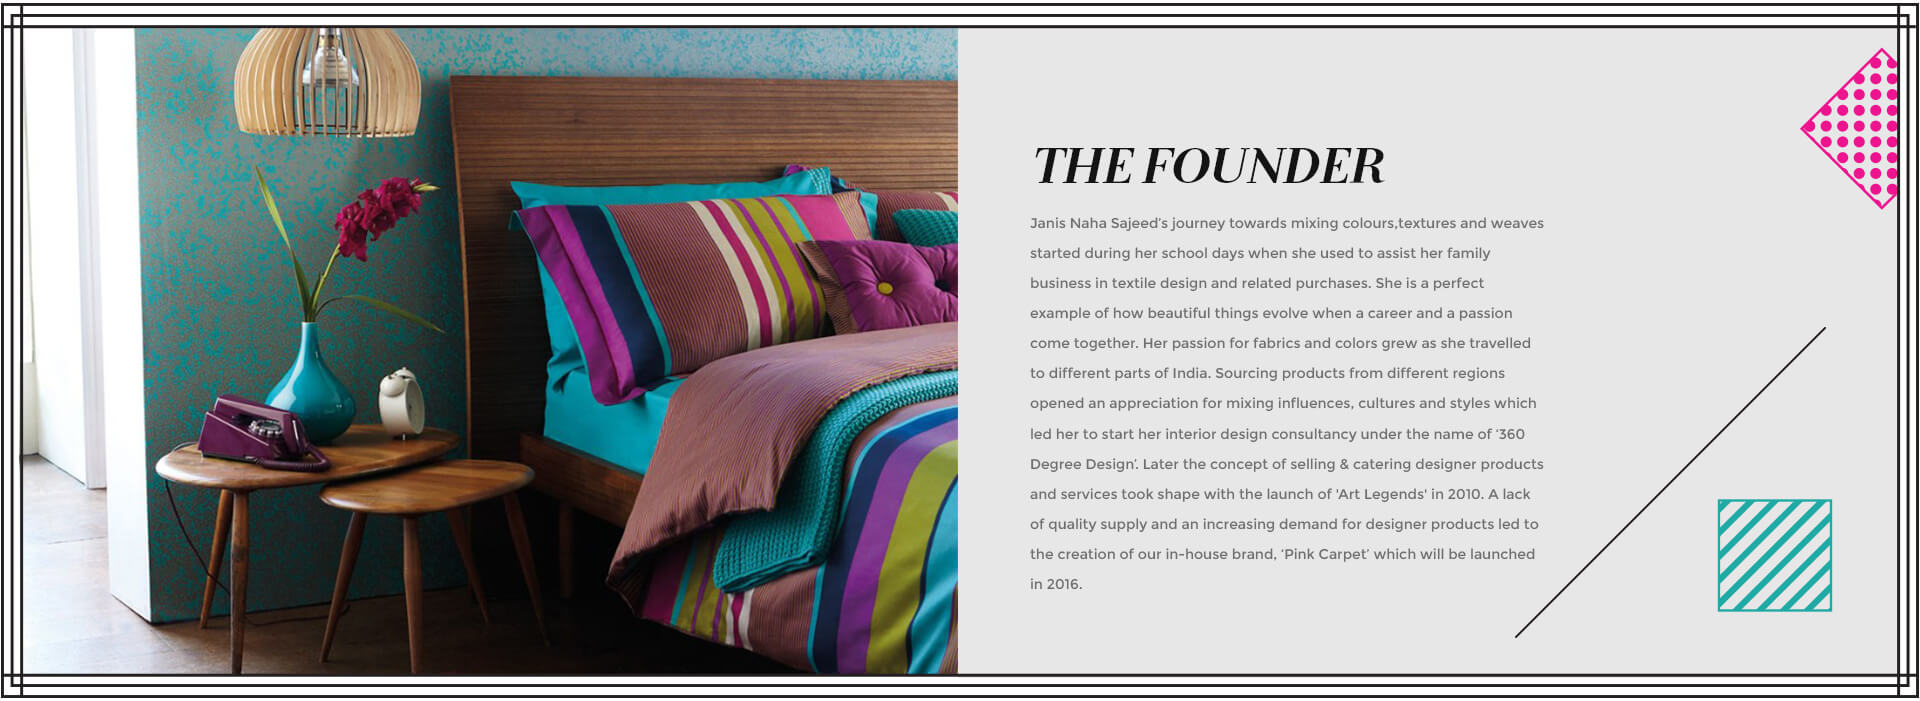 THE FOUNDER
Janis Naha Sajeed’s journey towards mixing colours,textures and weaves
started during her school days when she used to assist her family
business in textile design and related purchases. She is a perfect
example of how beautiful things evolve when a career and a passion
come together. Her passion for fabrics and colors grew as she travelled
to different parts of India. Sourcing products from different regions
opened an appreciation for mixing influences, cultures and styles which
led her to start her interior design consultancy under the name of ‘360
Degree Design’. Later the concept of selling & catering designer products
and services took shape with the launch of 'Art Legends' in 2010. A lack
of quality supply and an increasing demand for designer products led to
the creation of our in-house brand, ‘Pink Carpet’ which will be launched
in 2016.